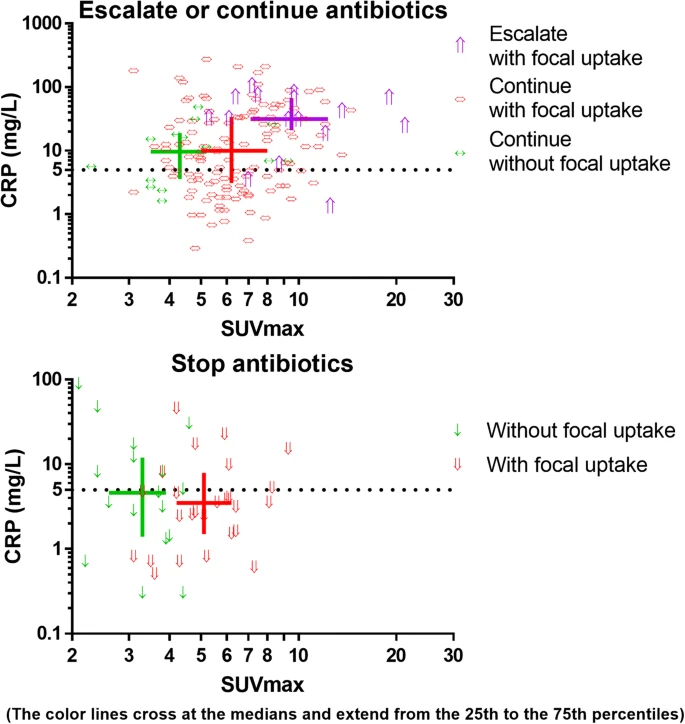 Escalate or continue antibiotics
1000
100
10
5
1
0.1
CRP (mg/L)
2 3 4 5 6 7 8 10 20 30
SUVmax
Escalate
with focal uptake
Continue
with focal uptake
Continue
without focal uptake
Stop antibiotics
100
10
5
1
0.1
CRP (mg/L)
2 3 4 5 6 7 8 10 20 30
SUVmax
Without focal uptake
With focal uptake
(The color lines cross at the medians and extend from the 25th to the 75th percentiles)